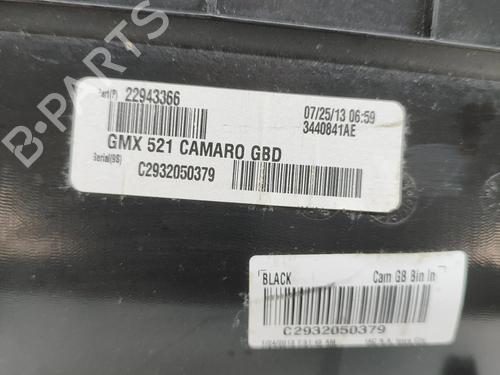 B-PARTS
Part(P) 22943366
07/25/13 06:59
3440841AE
GMX 521 CAMARO GBD
Serial(9S)
C2932050379
BLACK
Cam GB Bin In
C2932050379